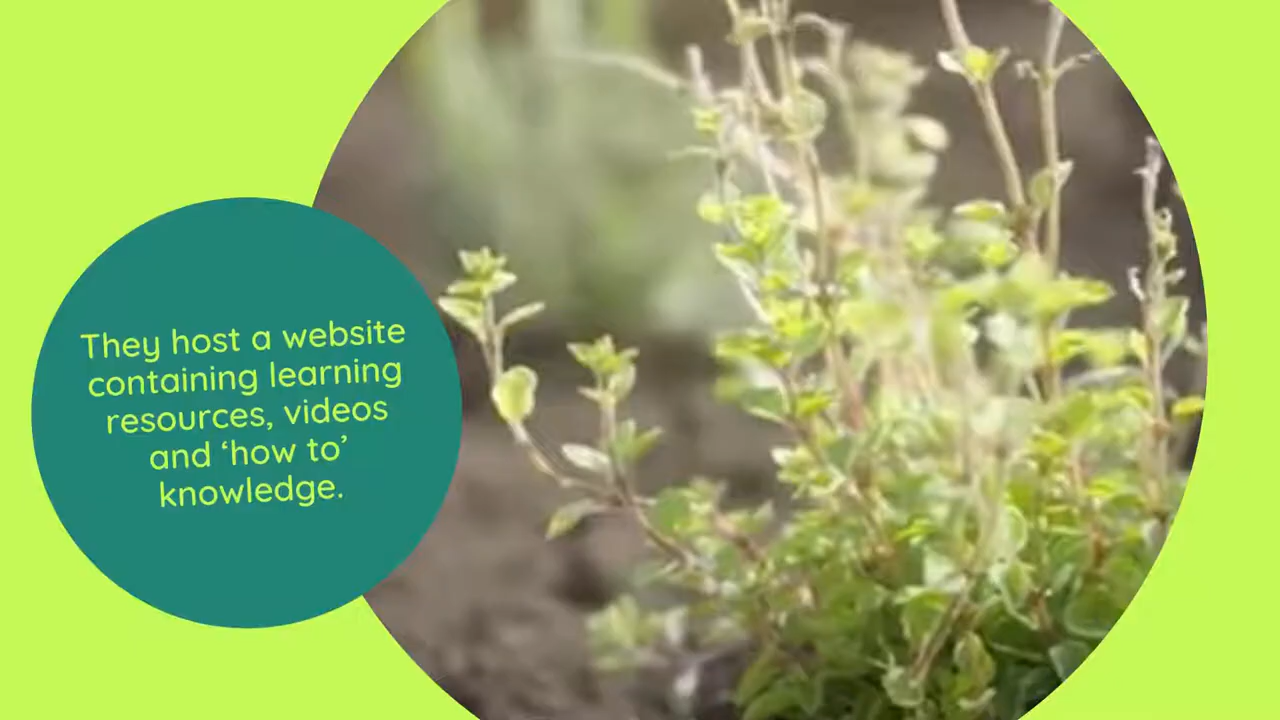 They host a website
containing learning
resources, videos
and ‘how to’
knowledge.